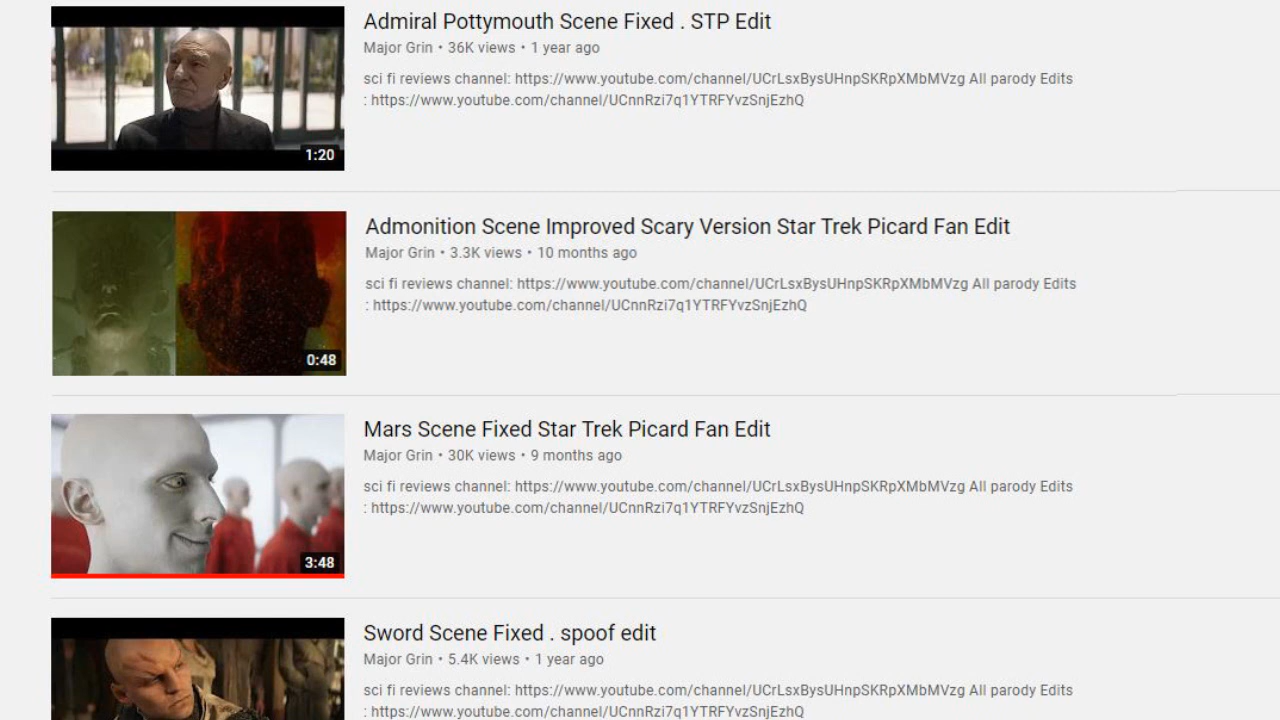 Admiral Pottymouth Scene Fixed . STP Edit
Major Grin • 36K views • 1 year ago
sci fi reviews channel: https://www.youtube.com/channel/UCrLsxBysUHnpSKRpXMbMVzg All parody Edits
: https://www.youtube.com/channel/UCnnRzi7q1YTRFYvzSnjEzhQ
1:20
Admonition Scene Improved Scary Version Star Trek Picard Fan Edit
Major Grin • 3.3K views • 10 months ago
sci fi reviews channel: https://www.youtube.com/channel/UCrLsxBysUHnpSKRpXMbMVzg All parody Edits
: https://www.youtube.com/channel/UCnnRzi7q1YTRFYvzSnjEzhQ
0:48
Mars Scene Fixed Star Trek Picard Fan Edit
Major Grin • 30K views • 9 months ago
sci fi reviews channel: https://www.youtube.com/channel/UCrLsxBysUHnpSKRpXMbMVzg All parody Edits
: https://www.youtube.com/channel/UCnnRzi7q1YTRFYvzSnjEzhQ
3:48
Sword Scene Fixed . spoof edit
Major Grin • 5.4K views • 1 year ago
sci fi reviews channel: https://www.youtube.com/channel/UCrLsxBysUHnpSKRpXMbMVzg All parody Edits
: https://www.youtube.com/channel/UCnnRzi7q1YTRFYvzSnjEzhQ